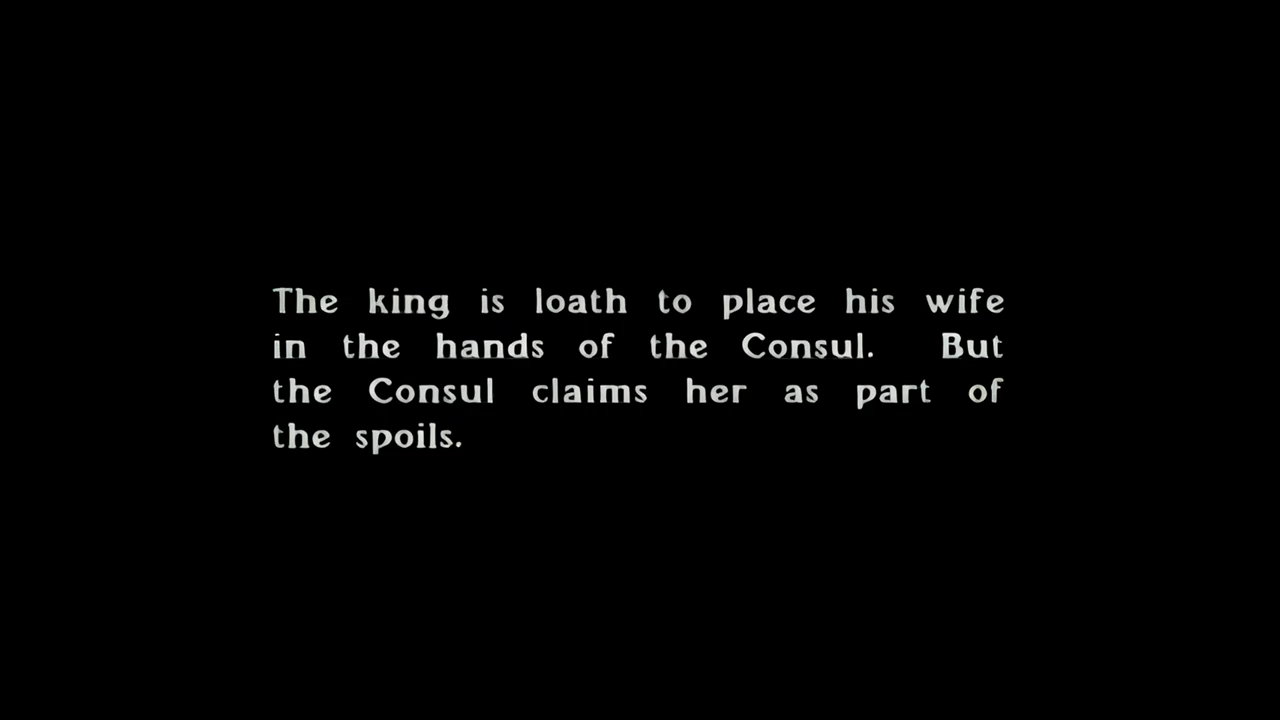 The king is loath to place his wife
in the hands of the Consul. But
the Consul claims her as part of
the spoils.